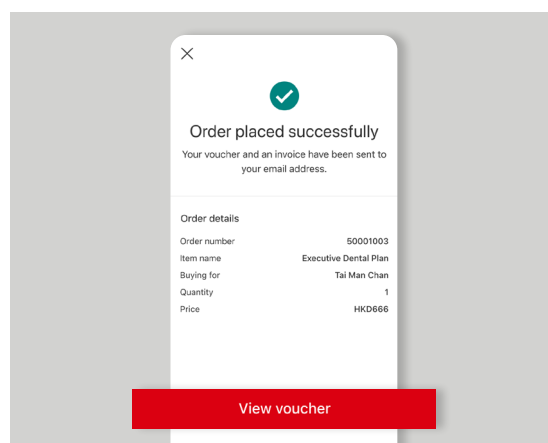 Order placed successfully
Your voucher and an invoice have been sent to
your email address.
Order details
Order number 50001003
Item name Executive Dental Plan
Buying for Tai Man Chan
Quantity 1
Price HKD666
View voucher